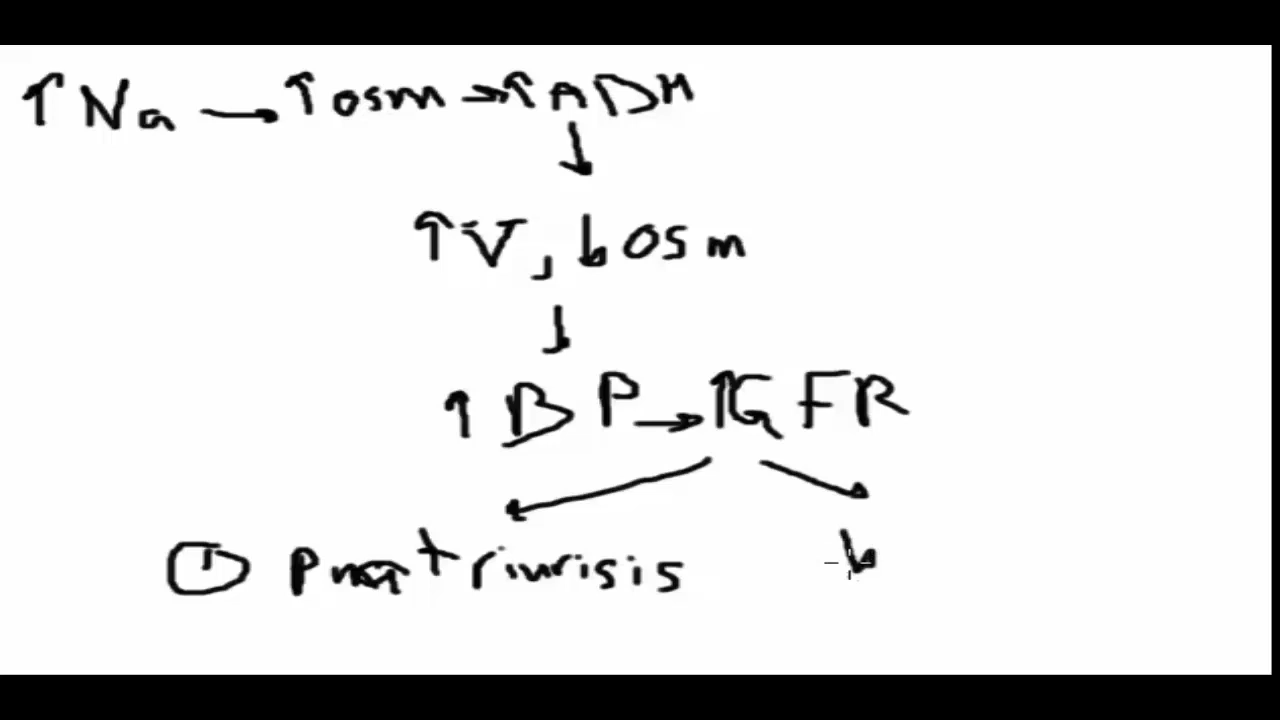 ↑Na → ↑osm → ↑ADH
↓
↑V, ↓osm
↓
↑BP → ↑GFR
① Pnatriurisis
↓